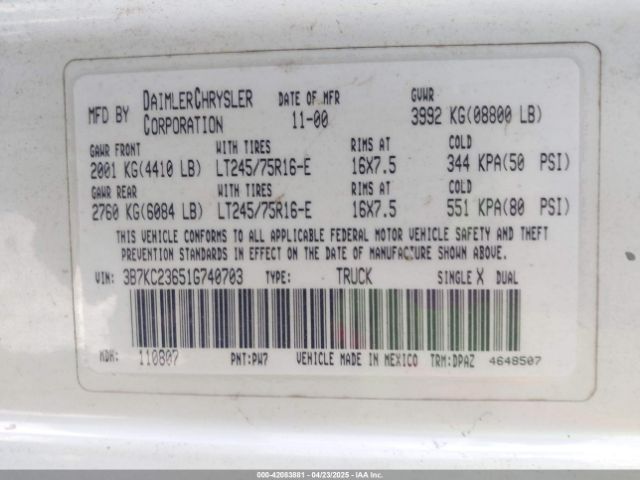 MFD BY DAIMLERCHRYSLER CORPORATION DATE OF MFR 11-00 GVWR 3992 KG(08800 LB)
GAWR FRONT WITH TIRES RIMS AT COLD
2001 KG(4410 LB) LT245/75R16-E 16X7.5 344 KPA(50 PSI)
GAWR REAR WITH TIRES RIMS AT COLD
2760 KG(6084 LB) LT245/75R16-E 16X7.5 551 KPA(80 PSI)
THIS VEHICLE CONFORMS TO ALL APPLICABLE FEDERAL MOTOR VEHICLE SAFETY AND THEFT
PREVENTION STANDARDS IN EFFECT ON THE DATE OF MANUFACTURE SHOWN ABOVE.
VIN: 3B7KC23651G740703 TYPE: TRUCK SINGLE X DUAL
MDH: 110807 PNT:PW7 VEHICLE MADE IN MEXICO TRM:DPAZ 4648507
000-42083881 - 04/23/2025 - IAAI.com